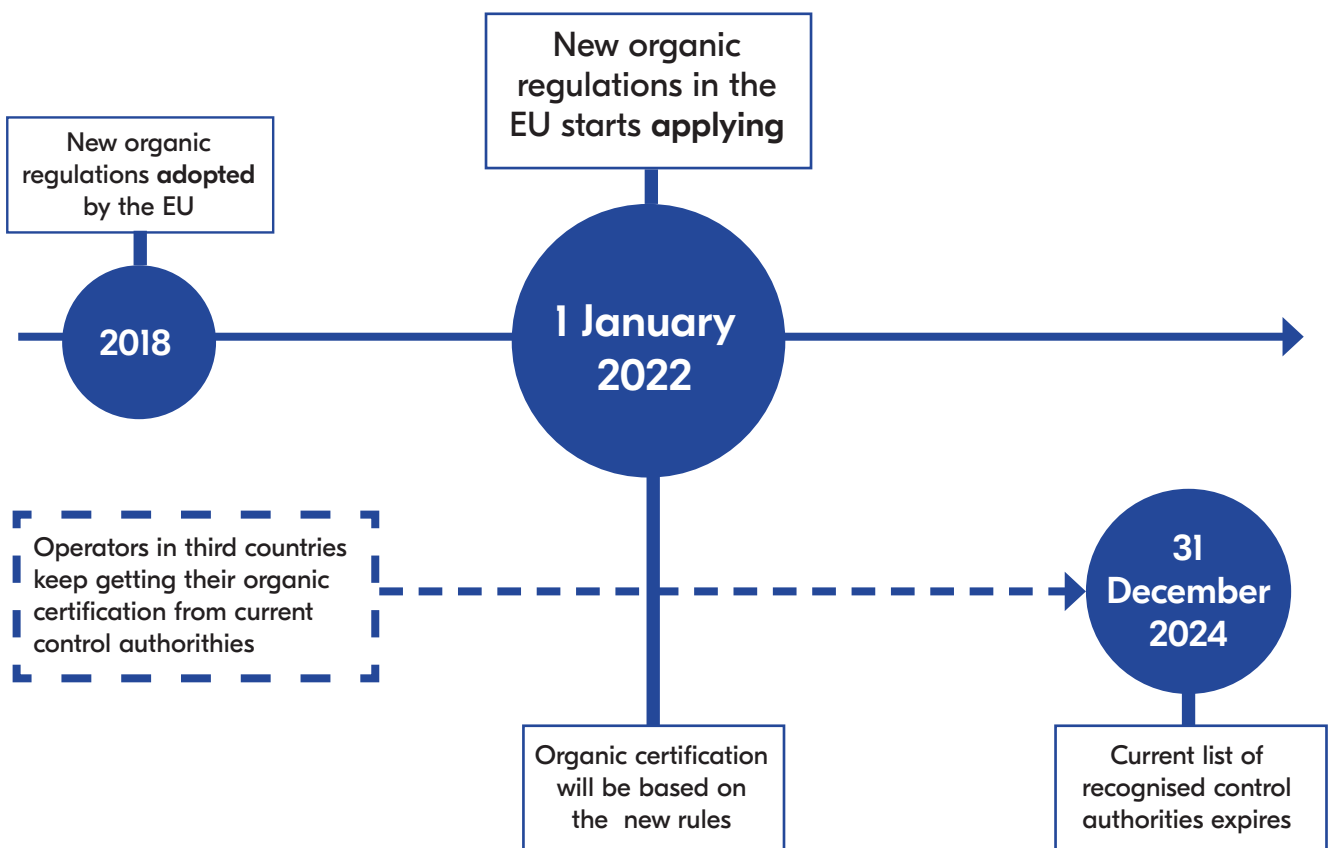 New organic
regulations in the
EU starts applying
New organic
regulations adopted
by the EU
2018
1 January
2022
Operators in third countries
keep getting their organic
certification from current
control authorithies
31
December
2024
Organic certification
will be based on
the new rules
Current list of
recognised control
authorities expires